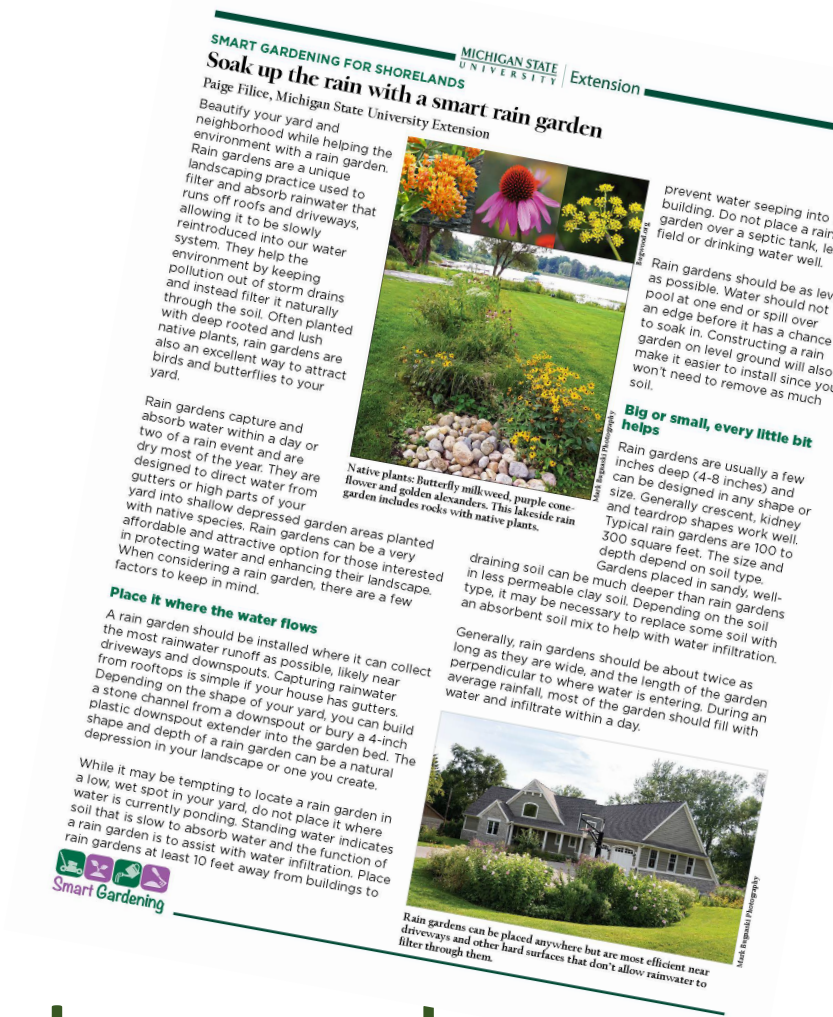 MICHIGAN STATE
UNIVERSITY
Extension
SMART GARDENING FOR SHORELANDS
Soak up the rain with a smart rain garden
Paige Filice, Michigan State University Extension
Beautify your yard and
neighborhood while helping the
environment with a rain garden.
Rain gardens are a unique
landscaping practice used to
filter and absorb rainwater that
runs off roofs and driveways,
allowing it to be slowly
reintroduced into our water
system. They help the
environment by keeping
pollution out of storm drains
and instead filter it naturally
through the soil. Often planted
with deep rooted and lush
native plants, rain gardens are
also an excellent way to attract
birds and butterflies to your
yard.
Rain gardens capture and
absorb water within a day or
two of a rain event and are
dry most of the year. They are
designed to direct water from
gutters or high parts of your
yard into shallow depressed garden areas planted
with native species. Rain gardens can be a very
affordable and attractive option for those interested
in protecting water and enhancing their landscape.
When considering a rain garden, there are a few
factors to keep in mind.
Place it where the water flows
A rain garden should be installed where it can collect
the most rainwater runoff as possible, likely near
driveways and downspouts. Capturing rainwater
from rooftops is simple if your house has gutters.
Depending on the shape of your yard, you can build
a stone channel from a downspout or bury a 4-inch
plastic downspout extender into the garden bed. The
shape and depth of a rain garden can be a natural
depression in your landscape or one you create.
While it may be tempting to locate a rain garden in
a low, wet spot in your yard, do not place it where
water is currently ponding. Standing water indicates
soil that is slow to absorb water and the function of
a rain garden is to assist with water infiltration. Place
rain gardens at least 10 feet away from buildings to
Smart Gardening
Bugwood.org
Mark Bugnaski Photography
Native plants: Butterfly milkweed, purple cone-
flower and golden alexanders. This lakeside rain
garden includes rocks with native plants.
prevent water seeping into
building. Do not place a rain
garden over a septic tank, le
field or drinking water well.
Rain gardens should be as lev
as possible. Water should not
pool at one end or spill over
an edge before it has a chance
to soak in. Constructing a rain
garden on level ground will also
make it easier to install since you
won't need to remove as much
soil.
Big or small, every little bit
helps
Rain gardens are usually a few
inches deep (4-8 inches) and
can be designed in any shape or
size. Generally crescent, kidney
and teardrop shapes work well.
Typical rain gardens are 100 to
300 square feet. The size and
depth depend on soil type.
Gardens placed in sandy, well-
draining soil can be much deeper than rain gardens
in less permeable clay soil. Depending on the soil
type, it may be necessary to replace some soil with
an absorbent soil mix to help with water infiltration.
Generally, rain gardens should be about twice as
long as they are wide, and the length of the garden
perpendicular to where water is entering. During an
average rainfall, most of the garden should fill with
water and infiltrate within a day.
Mark Bugnaski Photography
Rain gardens can be placed anywhere but are most efficient near
driveways and other hard surfaces that don't allow rainwater to
filter through them.